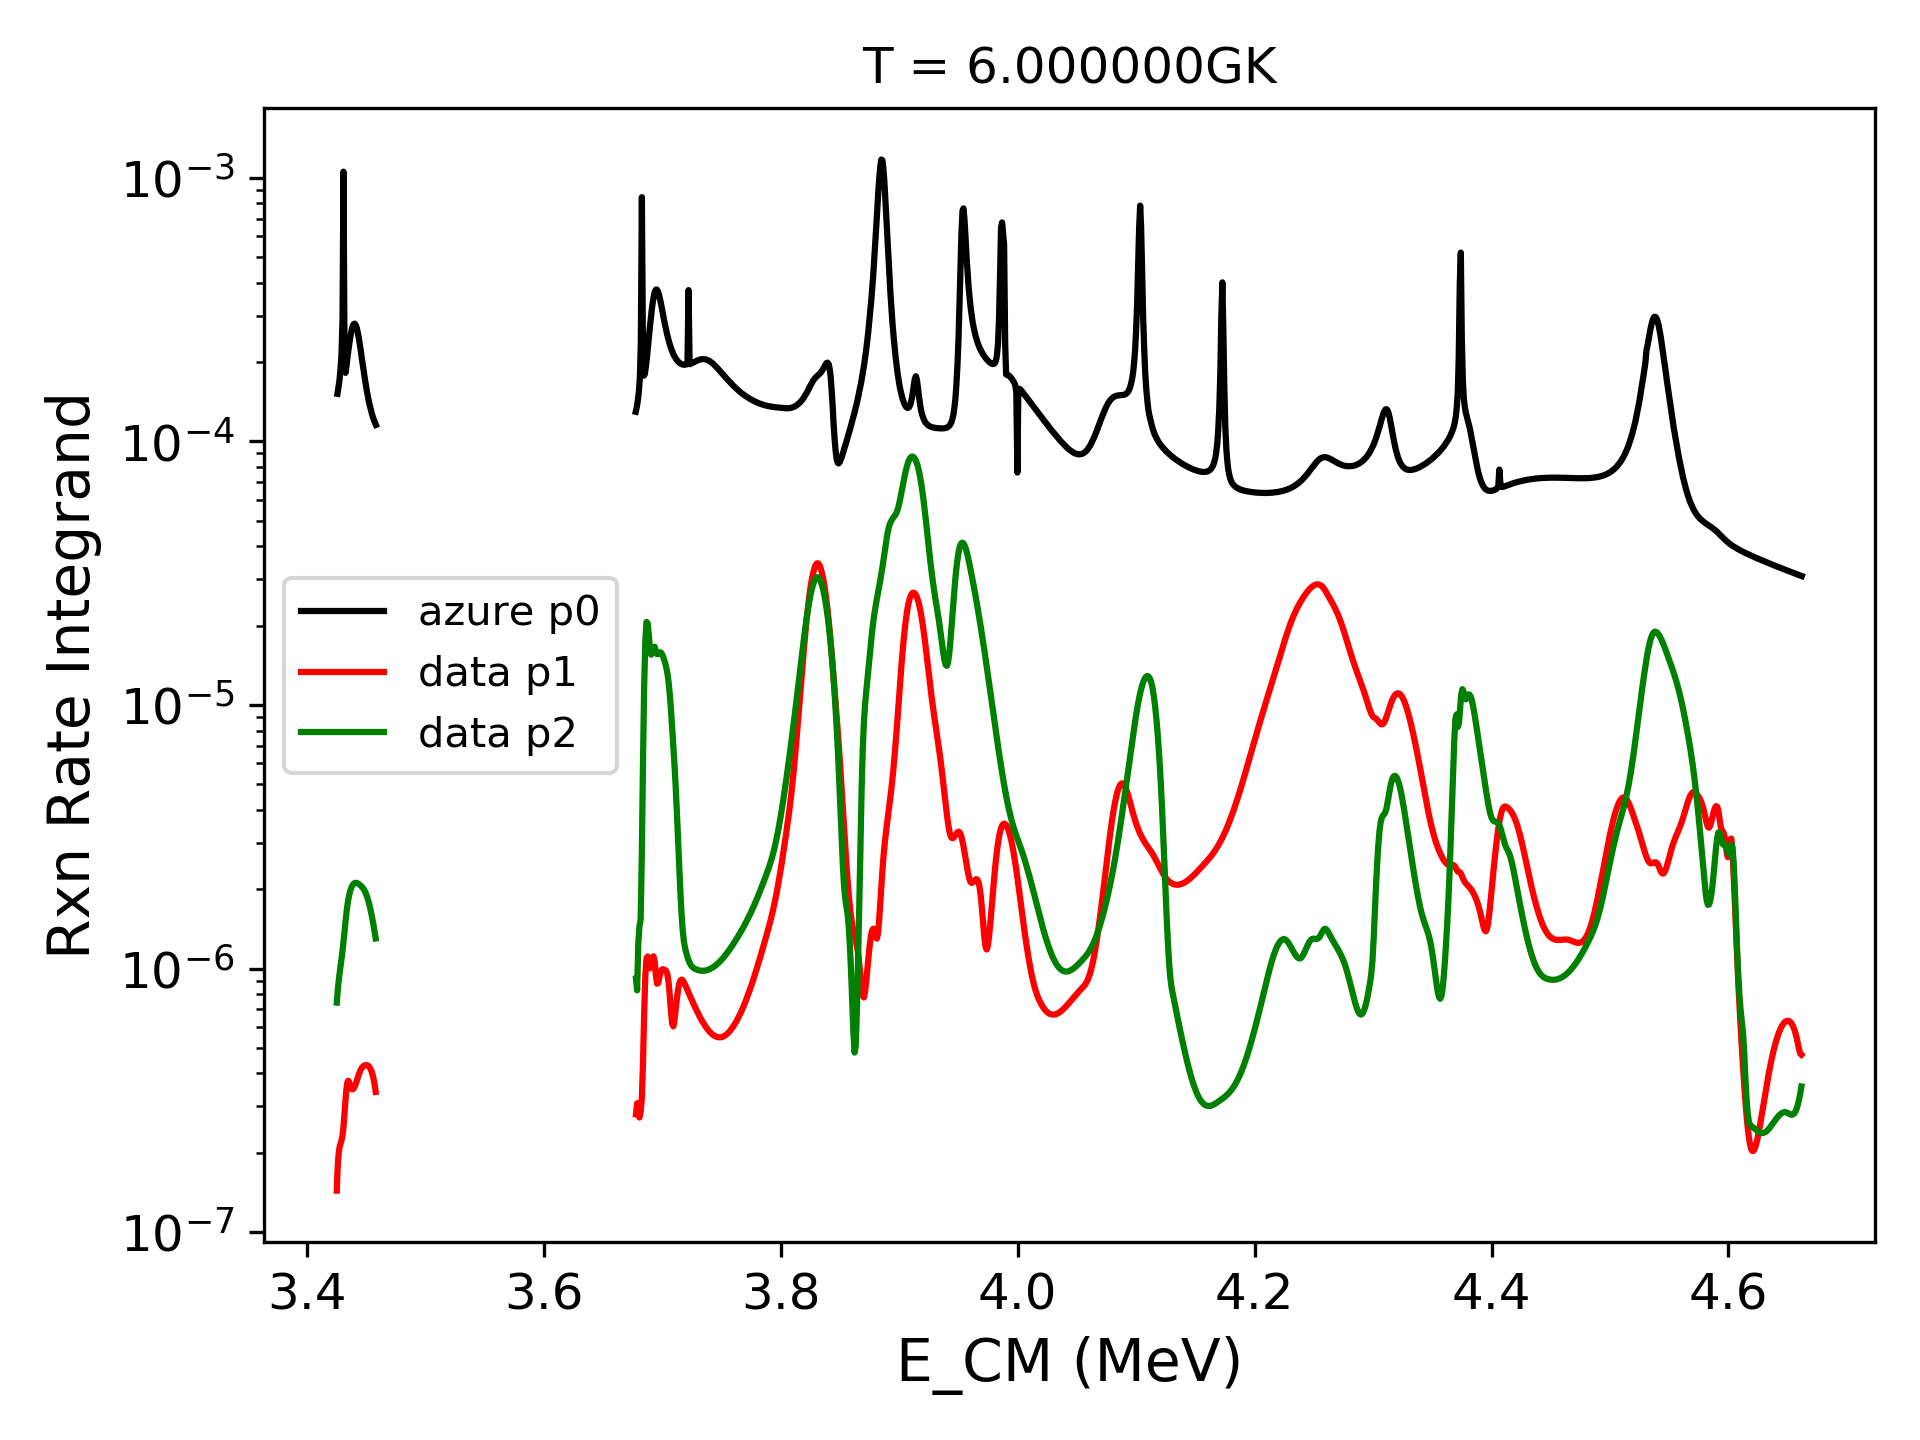 T = 6.000000GK
Rxn Rate Integrand
10⁻³
10⁻⁴
10⁻⁵
10⁻⁶
10⁻⁷
azure p0
data p1
data p2
3.4 3.6 3.8 4.0 4.2 4.4 4.6
E_CM (MeV)